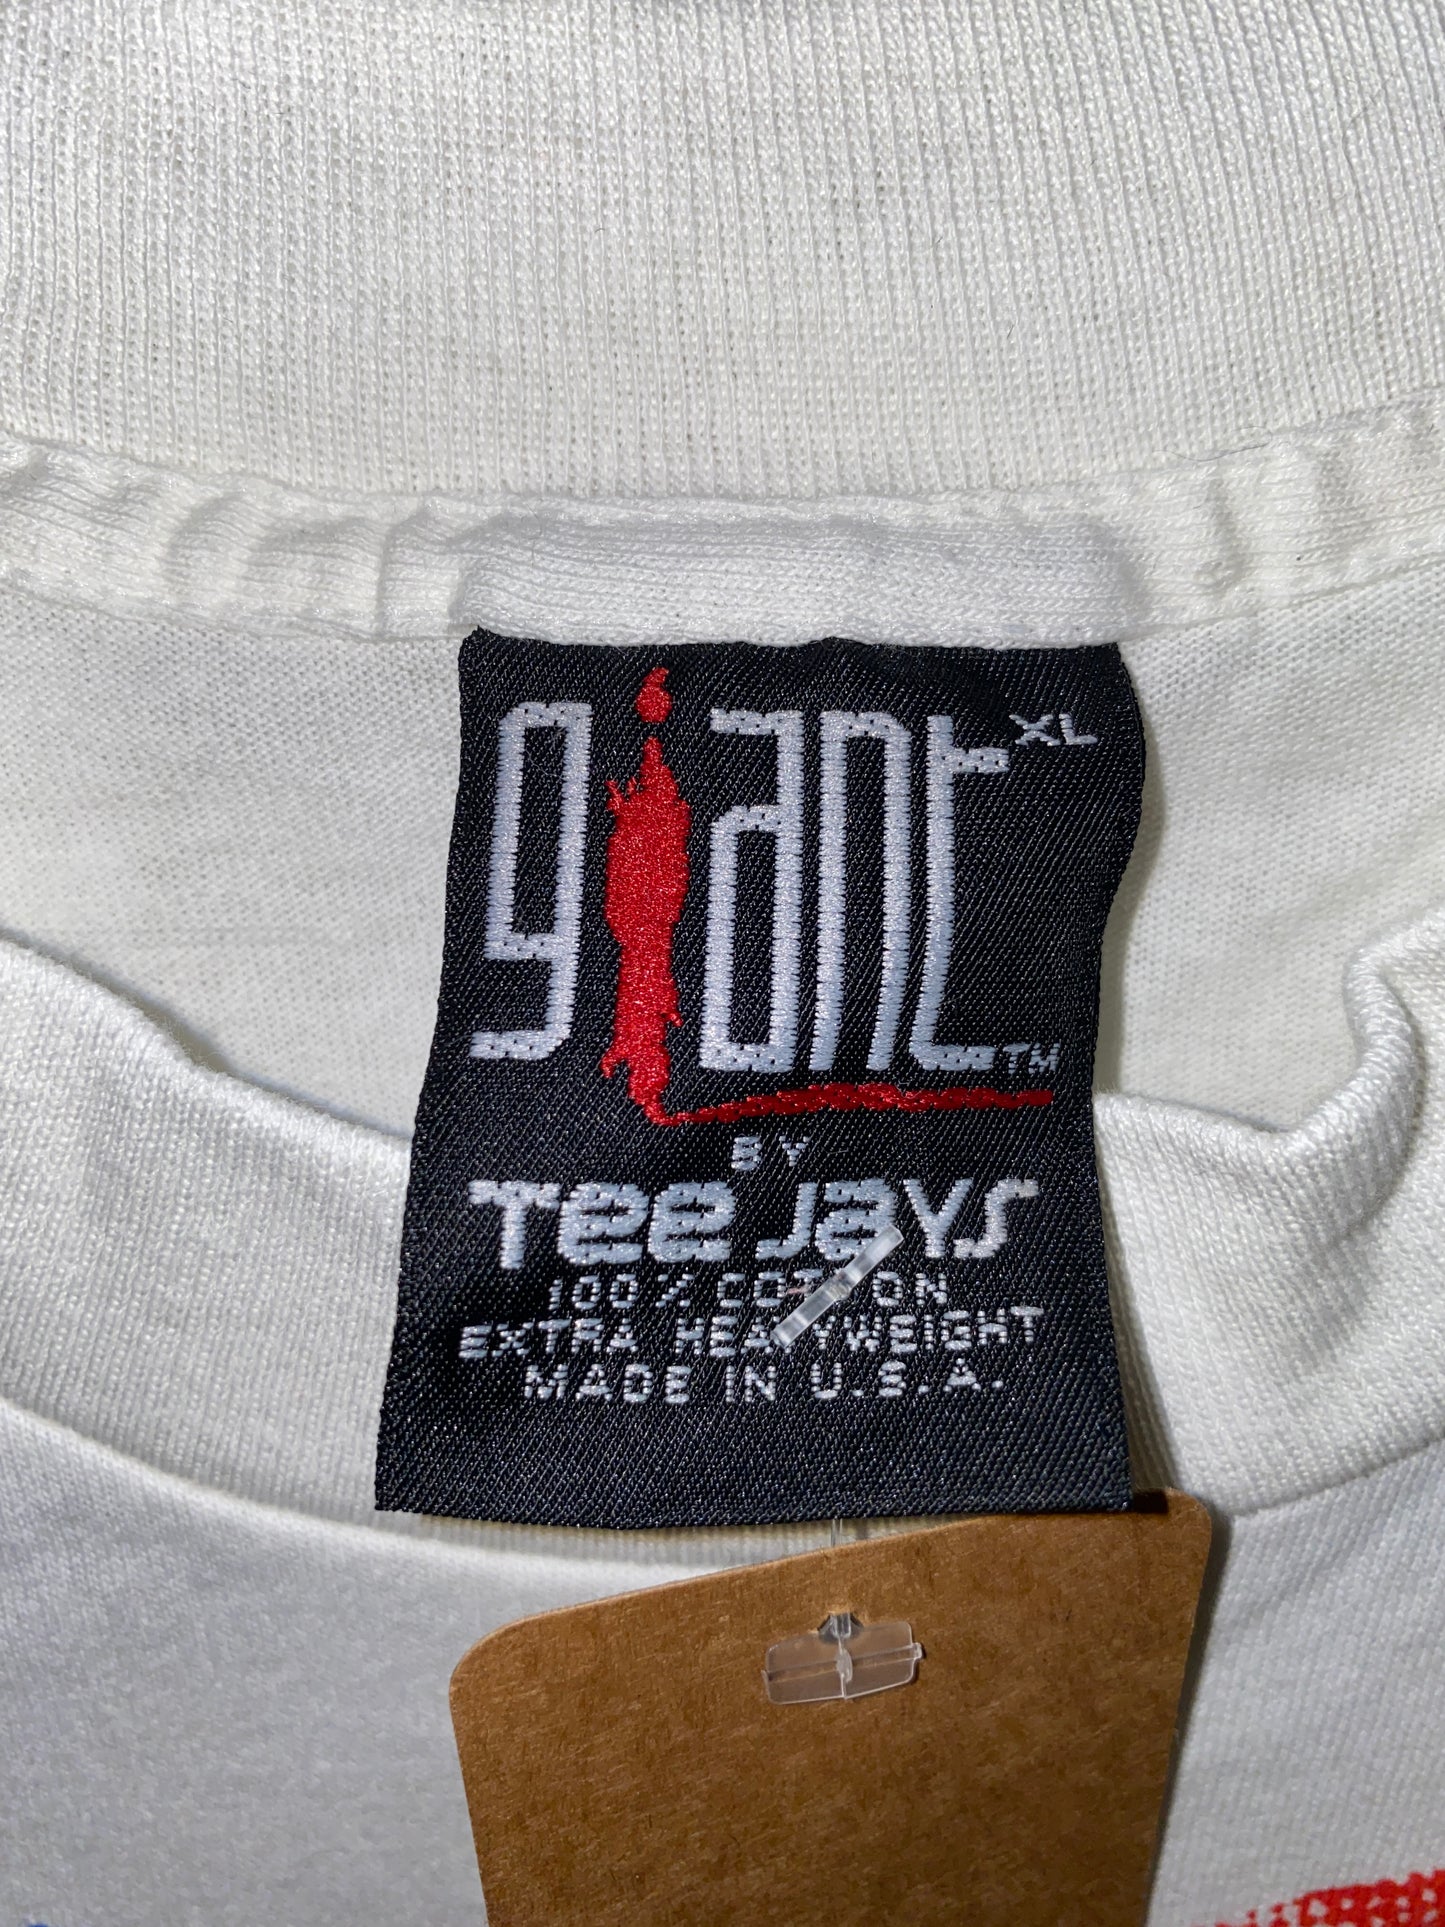 giant XL
TM
BY
Tee Jays
100% COTTON
EXTRA HEAVYWEIGHT
MADE IN U.S.A.